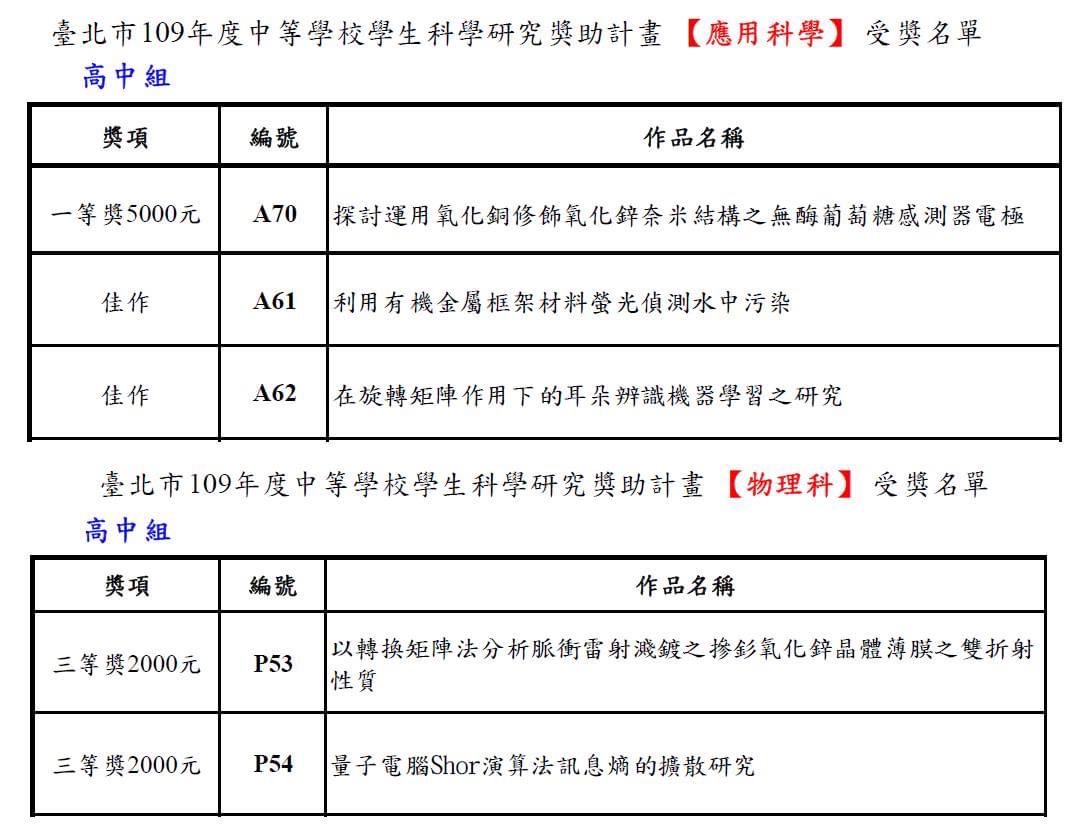 臺北市109年度中等學校學生科學研究獎助計畫【應用科學】受獎名單
高中組
獎項 編號 作品名稱
一等獎5000元 A70 探討運用氧化銅修飾氧化鋅奈米結構之無酶葡萄糖感測器電極
佳作 A61 利用有機金屬框架材料螢光偵測水中污染
佳作 A62 在旋轉矩陣作用下的耳朵辨識機器學習之研究
臺北市109年度中等學校學生科學研究獎助計畫【物理科】受獎名單
高中組
獎項 編號 作品名稱
三等獎2000元 P53 以轉換矩陣法分析脈衝雷射濺鍍之摻釤氧化鋅晶體薄膜之雙折射
性質
三等獎2000元 P54 量子電腦Shor演算法訊息熵的擴散研究